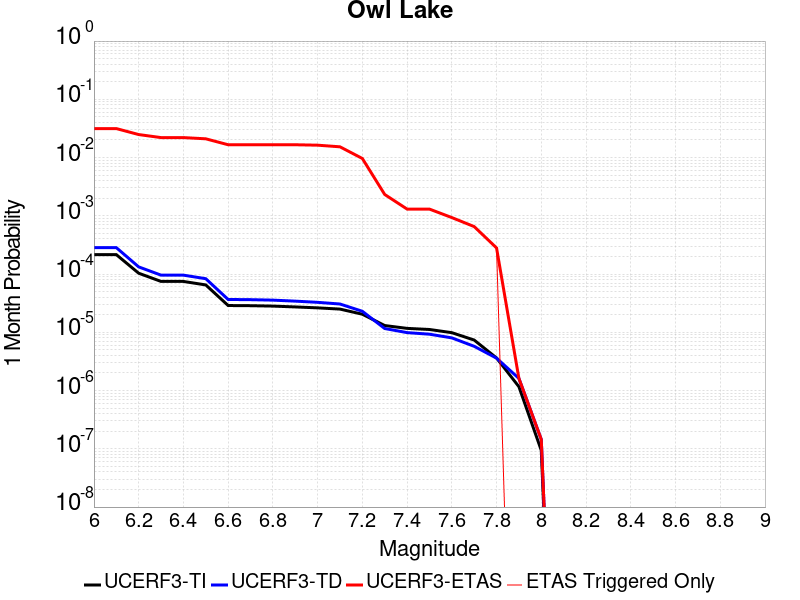 Owl Lake
10^0
10^-1
10^-2
10^-3
10^-4
10^-5
10^-6
10^-7
10^-8
1 Month Probability
6 6.2 6.4 6.6 6.8 7 7.2 7.4 7.6 7.8 8 8.2 8.4 8.6 8.8 9
Magnitude
UCERF3-TI UCERF3-TD UCERF3-ETAS ETAS Triggered Only